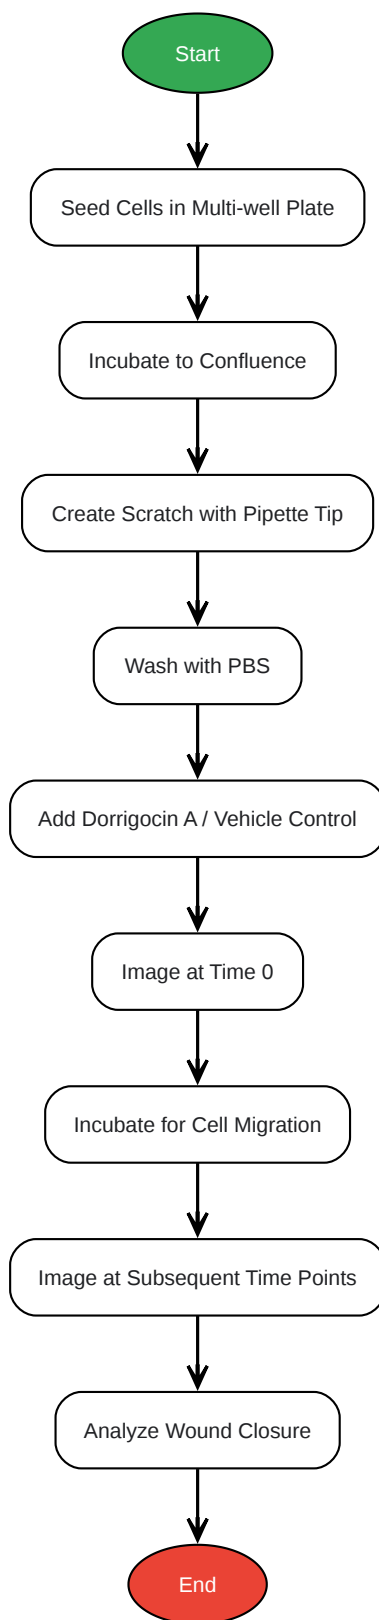 Start
Seed Cells in Multi-well Plate
Incubate to Confluence
Create Scratch with Pipette Tip
Wash with PBS
Add Dorrigocin A / Vehicle Control
Image at Time 0
Incubate for Cell Migration
Image at Subsequent Time Points
Analyze Wound Closure
End